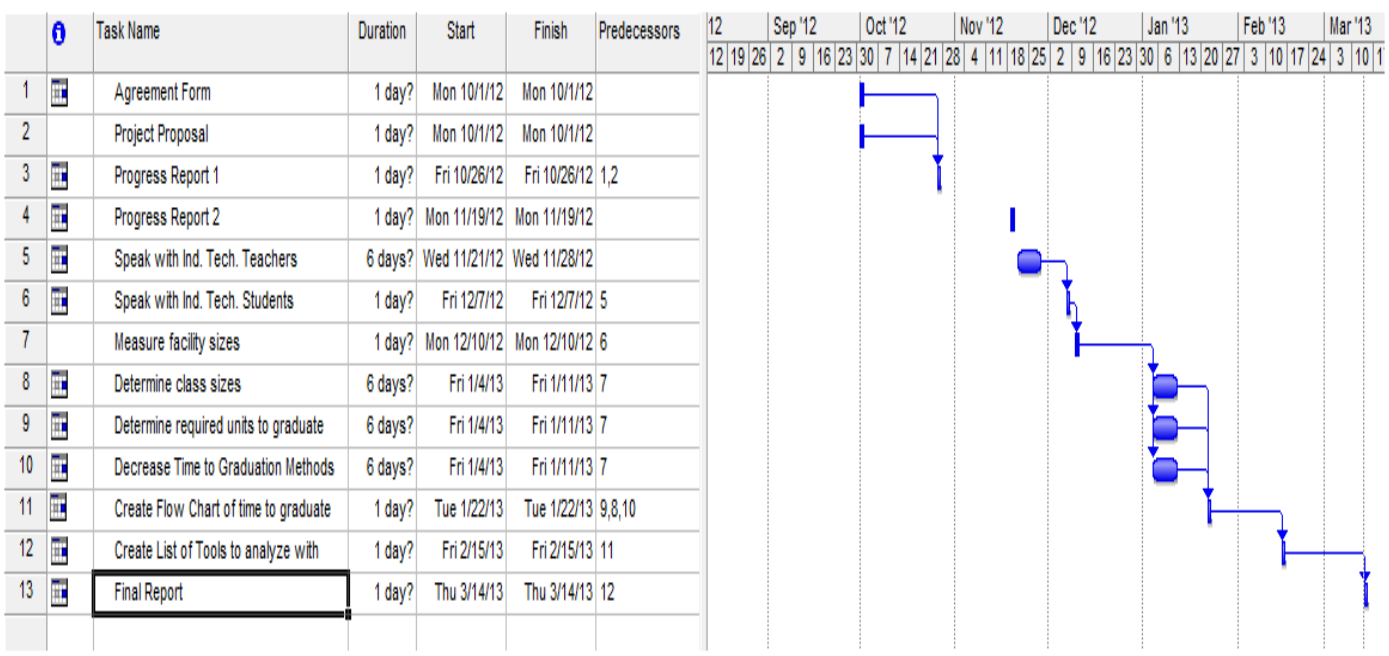 Task Name Duration Start Finish Predecessors
12 Sep '12 Oct '12 Nov '12 Dec '12 Jan '13 Feb '13 Mar '13
12 19 26 2 9 16 23 30 7 14 21 28 4 11 18 25 2 9 16 23 30 6 13 20 27 3 10 17 24 3 10
1 Agreement Form 1 day? Mon 10/1/12 Mon 10/1/12
2 Project Proposal 1 day? Mon 10/1/12 Mon 10/1/12
3 Progress Report 1 1 day? Fri 10/26/12 Fri 10/26/12 1,2
4 Progress Report 2 1 day? Mon 11/19/12 Mon 11/19/12
5 Speak with Ind. Tech. Teachers 6 days? Wed 11/21/12 Wed 11/28/12
6 Speak with Ind. Tech. Students 1 day? Fri 12/7/12 Fri 12/7/12 5
7 Measure facility sizes 1 day? Mon 12/10/12 Mon 12/10/12 6
8 Determine class sizes 6 days? Fri 1/4/13 Fri 1/11/13 7
9 Determine required units to graduate 6 days? Fri 1/4/13 Fri 1/11/13 7
10 Decrease Time to Graduation Methods 6 days? Fri 1/4/13 Fri 1/11/13 7
11 Create Flow Chart of time to graduate 1 day? Tue 1/22/13 Tue 1/22/13 9,8,10
12 Create List of Tools to analyze with 1 day? Fri 2/15/13 Fri 2/15/13 11
13 Final Report 1 day? Thu 3/14/13 Thu 3/14/13 12